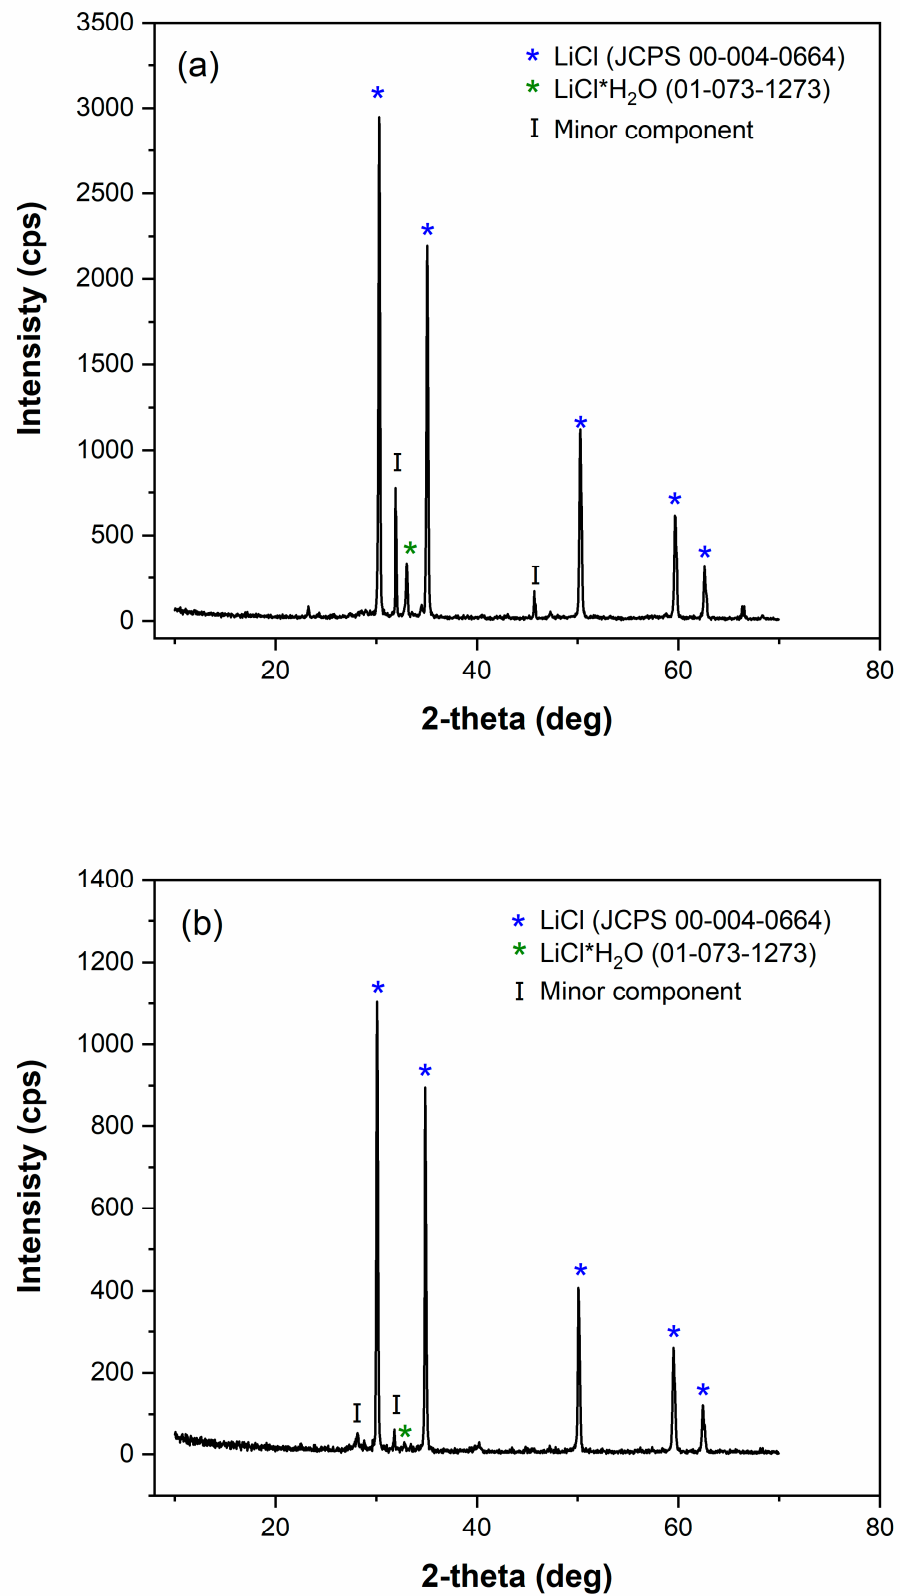 3500
3000
2500
2000
1500
1000
500
0
Intensisty (cps)
(a)
* LiCl (JCPS 00-004-0664)
* LiCl*H₂O (01-073-1273)
I Minor component
*
*
I
*
I
*
*
*
20 40 60 80
2-theta (deg)
1400
1200
1000
800
600
400
200
0
Intensisty (cps)
(b)
* LiCl (JCPS 00-004-0664)
* LiCl*H₂O (01-073-1273)
I Minor component
*
*
*
*
*
I
I
*
20 40 60 80
2-theta (deg)